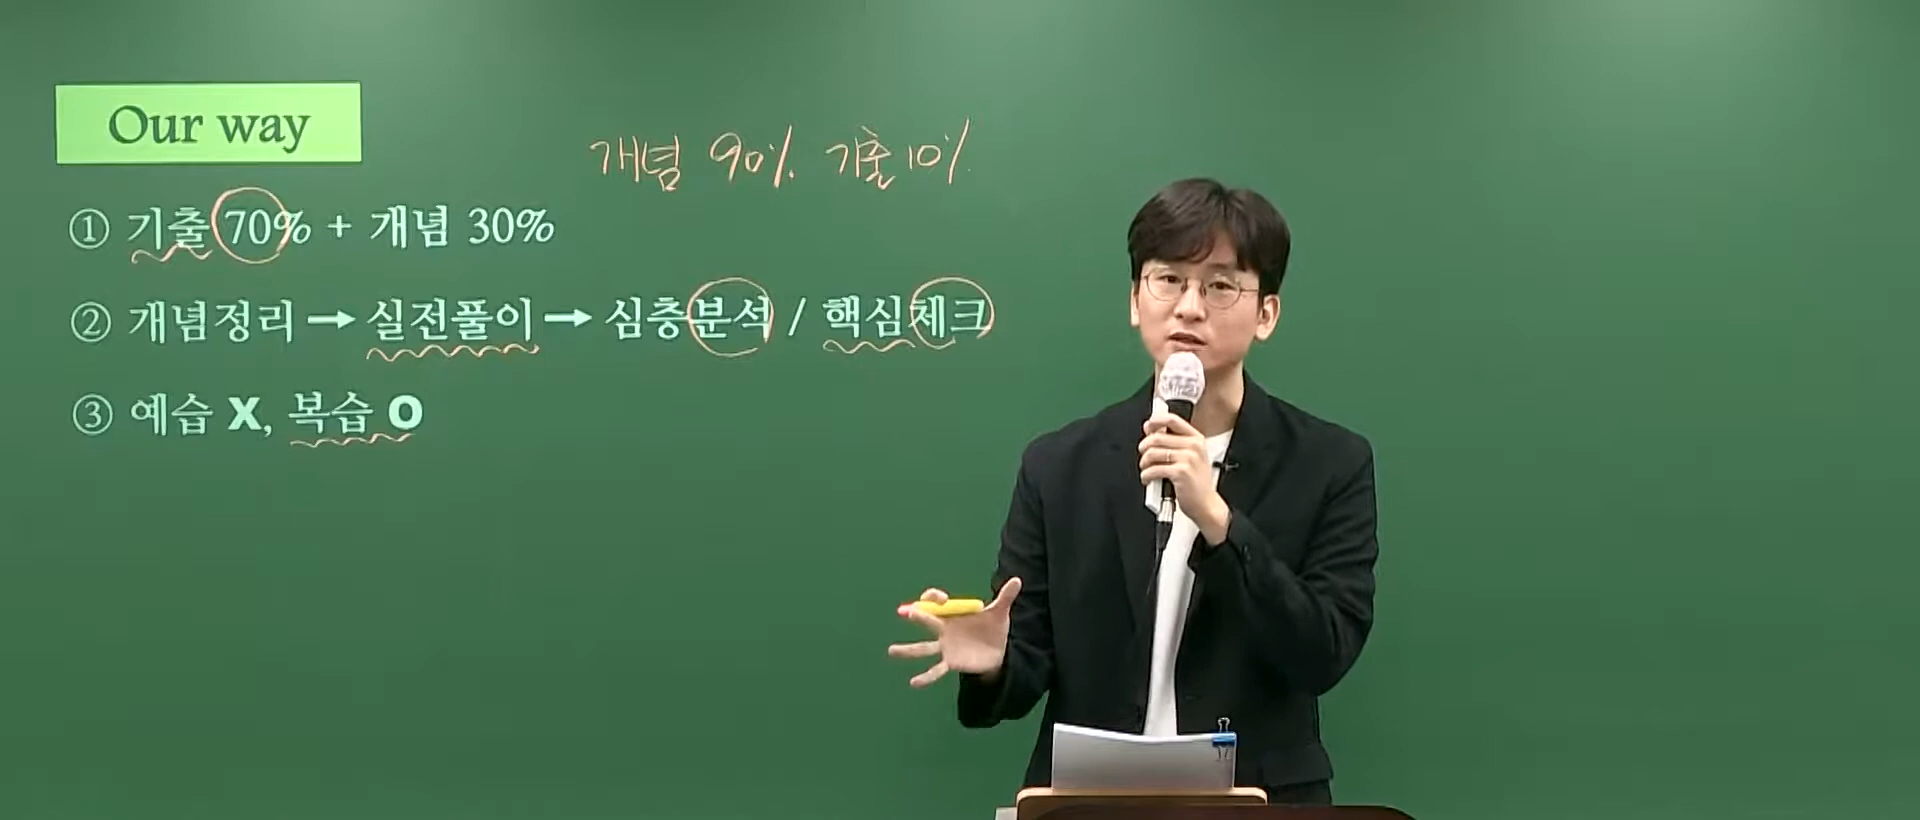 Our way
개념 90% 기출 10%
① 기출 70% + 개념 30%
② 개념정리 → 실전풀이 → 심층분석 / 핵심체크
③ 예습 X, 복습 O